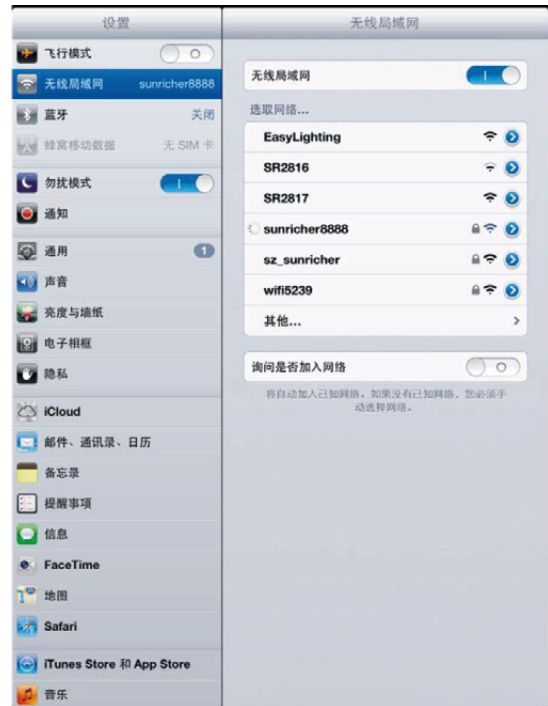 设置
飞行模式
无线局域网 sunricher8888
蓝牙 关闭
蜂窝移动数据 无 SIM 卡
勿扰模式
通知
通用 1
声音
亮度与墙纸
电子相框
隐私
iCloud
邮件、通讯录、日历
备忘录
提醒事项
信息
FaceTime
地图
Safari
iTunes Store 和 App Store
音乐
无线局域网
无线局域网
选取网络...
EasyLighting
SR2816
SR2817
sunricher8888
sz_sunricher
wifi5239
其他...
询问是否加入网络
将自动加入已知网络。如果没有已知网络，您必须手
动选择网络。